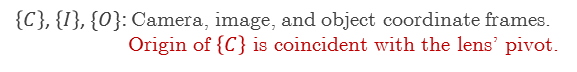 {C}, {I}, {O}: Camera, image, and object coordinate frames.
Origin of {C} is coincident with the lens’ pivot.